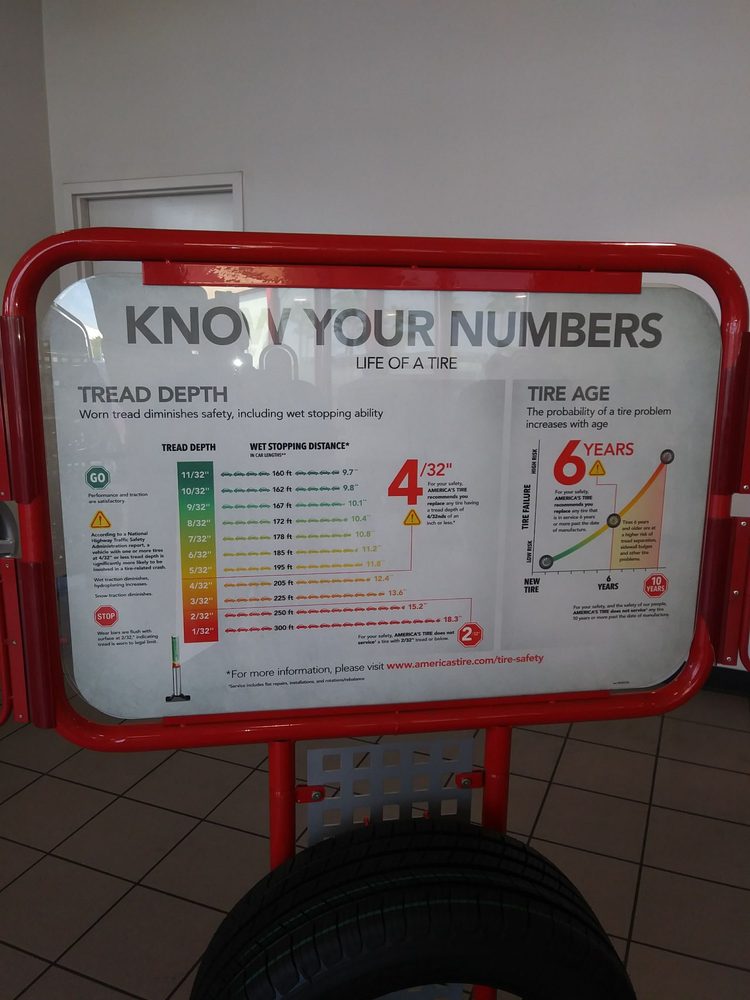 KNOW YOUR NUMBERS
LIFE OF A TIRE
TREAD DEPTH
Worn tread diminishes safety, including wet stopping ability
TREAD DEPTH
WET STOPPING DISTANCE*
IN CAR LENGTHS**
GO
Performance and traction
are satisfactory.
According to a National
Highway Traffic Safety
Administration report, a
vehicle with one or more tires
at 4/32" or less tread depth is
significantly more likely to be
involved in a tire-related crash.
Wet traction diminishes,
hydroplaning increases.
Snow traction diminishes.
STOP
Wear bars are flush with
surface at 2/32," indicating
tread is worn to legal limit.
11/32" 160 ft 9.7
10/32" 162 ft 9.8
9/32" 167 ft 10.1
8/32" 172 ft 10.4
7/32" 178 ft 10.8
6/32" 185 ft 11.2
5/32" 195 ft 11.8
4/32" 205 ft 12.4
3/32" 225 ft 13.6
2/32" 250 ft 15.2
1/32" 300 ft 18.3
4/32"
For your safety,
AMERICA'S TIRE
recommends you
replace any tire having
a tread depth of
4/32nds of an
inch or less.*
For your safety, AMERICA'S TIRE does not
service† a tire with 2/32" tread or below.
2/32"
TIRE AGE
The probability of a tire problem
increases with age
HIGH RISK
TIRE FAILURE
LOW RISK
6 YEARS
For your safety,
AMERICA'S TIRE
recommends you
replace any tire that
is in service 6 years
or more past the date
of manufacture.
Tires 6 years
and older are at
a higher risk of
tread separation,
sidewall bulges
and other tire
problems.
NEW
TIRE
6
YEARS
10
YEARS
For your safety, and the safety of our people,
AMERICA'S TIRE does not service† any tire
10 years or more past the date of manufacture.
*For more information, please visit www.americastire.com/tire-safety
†Service includes flat repairs, installations, and rotations/rebalance